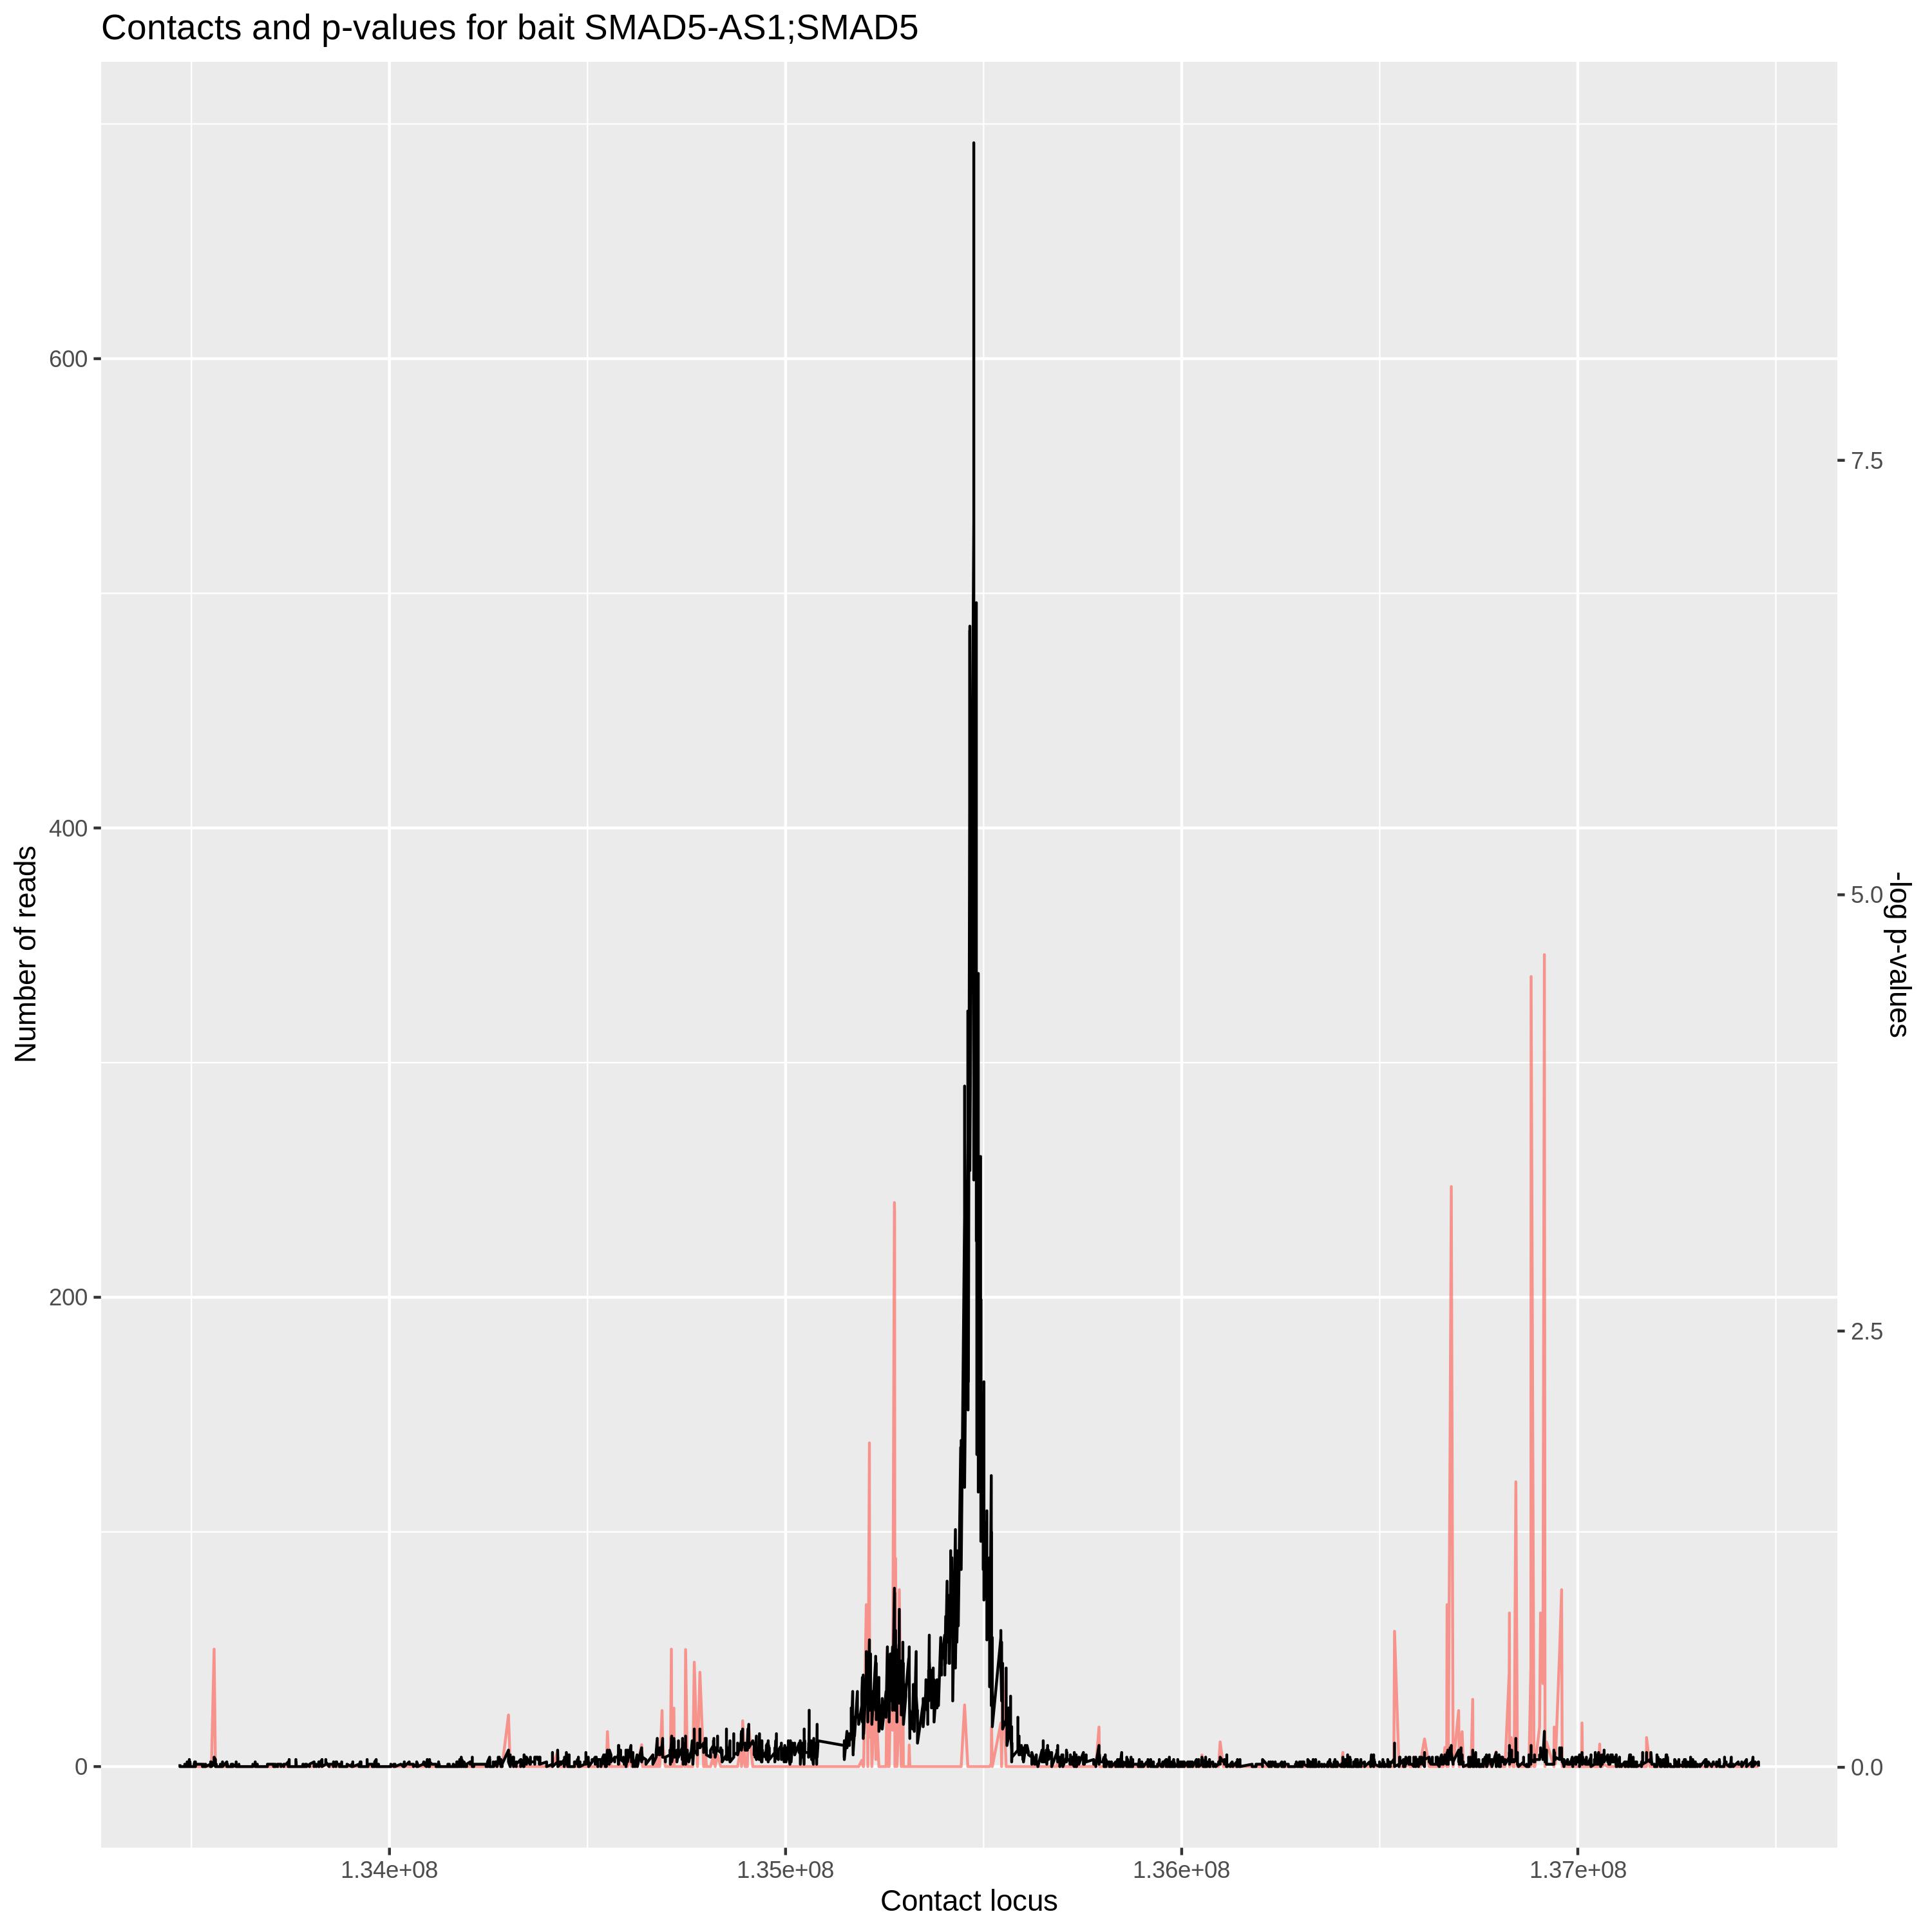 Contacts and p-values for bait SMAD5-AS1;SMAD5
Number of reads
600
400
200
0
7.5
5.0
2.5
0.0
-log p-values
1.34e+08
1.35e+08
1.36e+08
1.37e+08
Contact locus